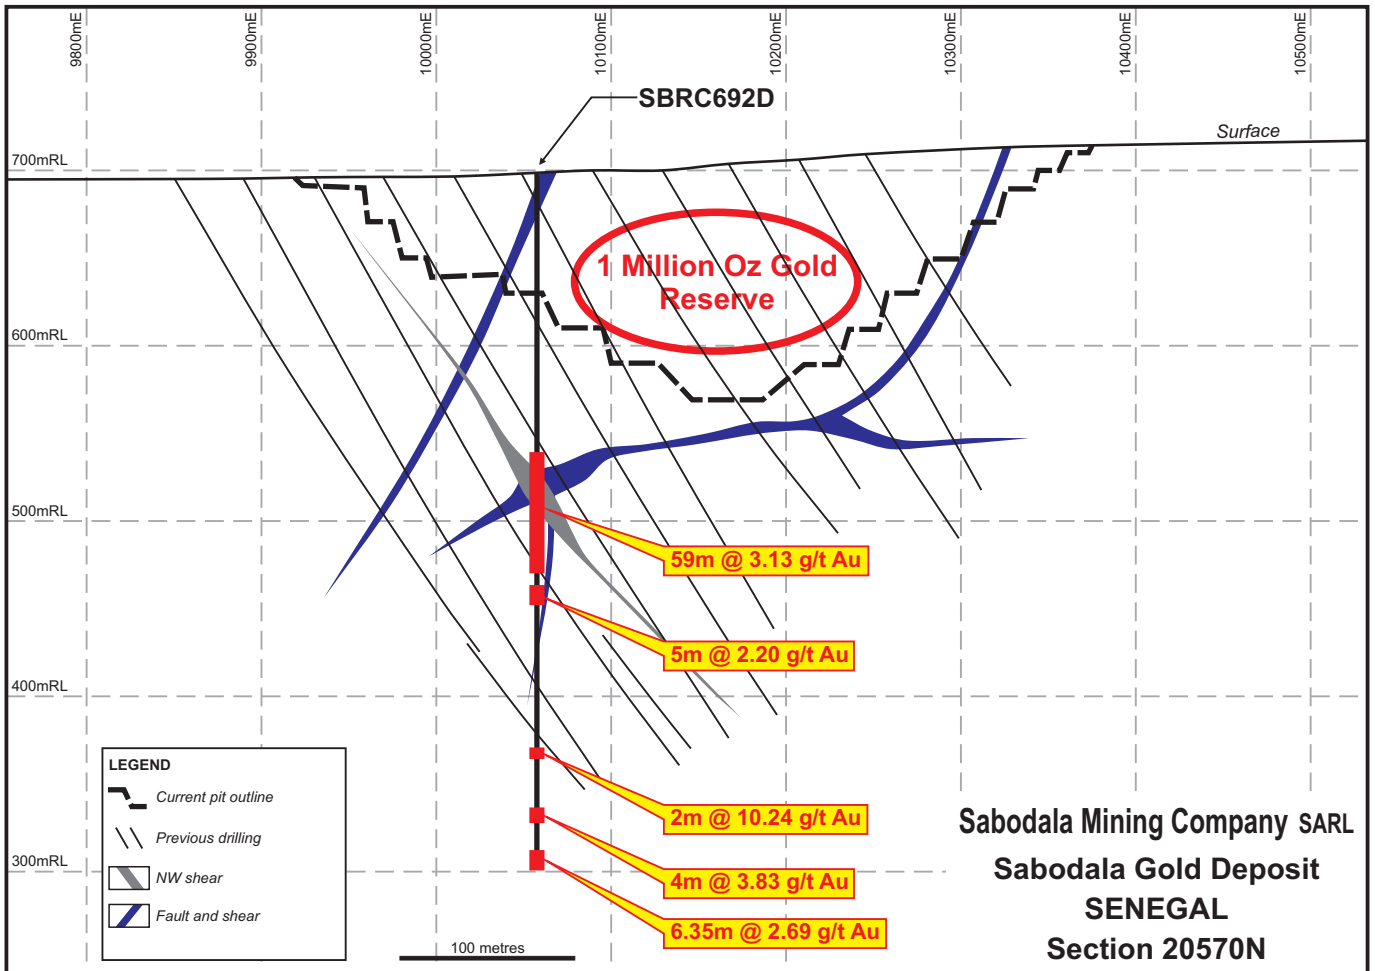 9800mE
9900mE
10000mE
10100mE
10200mE
10300mE
10400mE
10500mE
SBRC692D
Surface
700mRL
1 Million Oz Gold
Reserve
600mRL
500mRL
59m @ 3.13 g/t Au
5m @ 2.20 g/t Au
400mRL
2m @ 10.24 g/t Au
4m @ 3.83 g/t Au
6.35m @ 2.69 g/t Au
300mRL
LEGEND
Current pit outline
Previous drilling
NW shear
Fault and shear
100 metres
Sabodala Mining Company SARL
Sabodala Gold Deposit
SENEGAL
Section 20570N